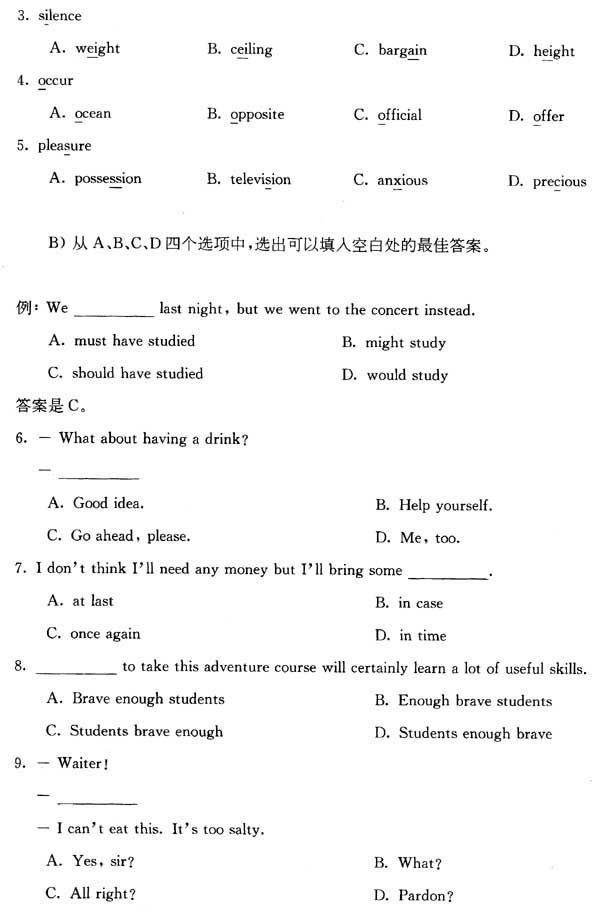 3. silence
A. weight B. ceiling C. bargain D. height
4. occur
A. ocean B. opposite C. official D. offer
5. pleasure
A. possession B. television C. anxious D. precious
B) 从 A、B、C、D 四个选项中,选出可以填入空白处的最佳答案。
例: We ________ last night, but we went to the concert instead.
A. must have studied B. might study
C. should have studied D. would study
答案是 C。
6. — What about having a drink?
— ________
A. Good idea. B. Help yourself.
C. Go ahead, please. D. Me, too.
7. I don't think I'll need any money but I'll bring some ________.
A. at last B. in case
C. once again D. in time
8. ________ to take this adventure course will certainly learn a lot of useful skills.
A. Brave enough students B. Enough brave students
C. Students brave enough D. Students enough brave
9. — Waiter!
— ________
— I can't eat this. It's too salty.
A. Yes, sir? B. What?
C. All right? D. Pardon?